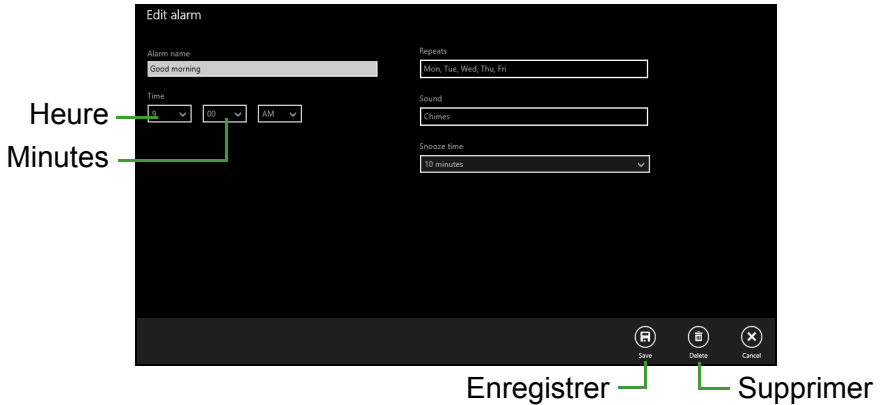 Edit alarm
Alarm name
Good morning
Time
9 00 AM
Repeats
Mon, Tue, Wed, Thu, Fri
Sound
Chimes
Snooze time
10 minutes
Heure
Minutes
Save Delete Cancel
Enregistrer Supprimer